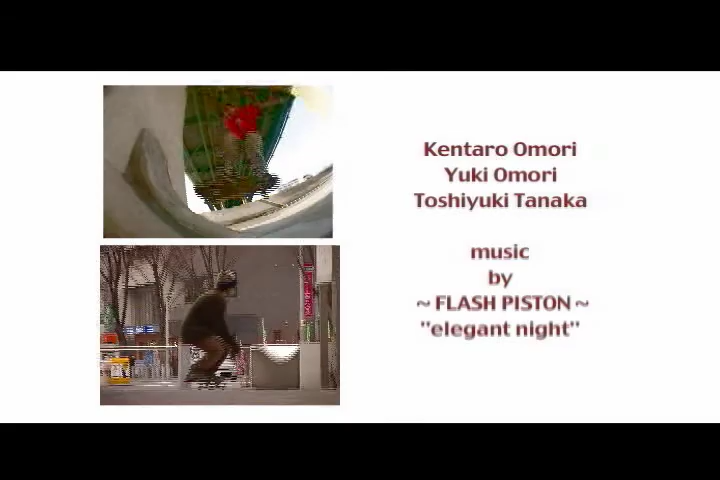 Kentaro Omori
Yuki Omori
Toshiyuki Tanaka
music
by
~ FLASH PISTON ~
"elegant night"